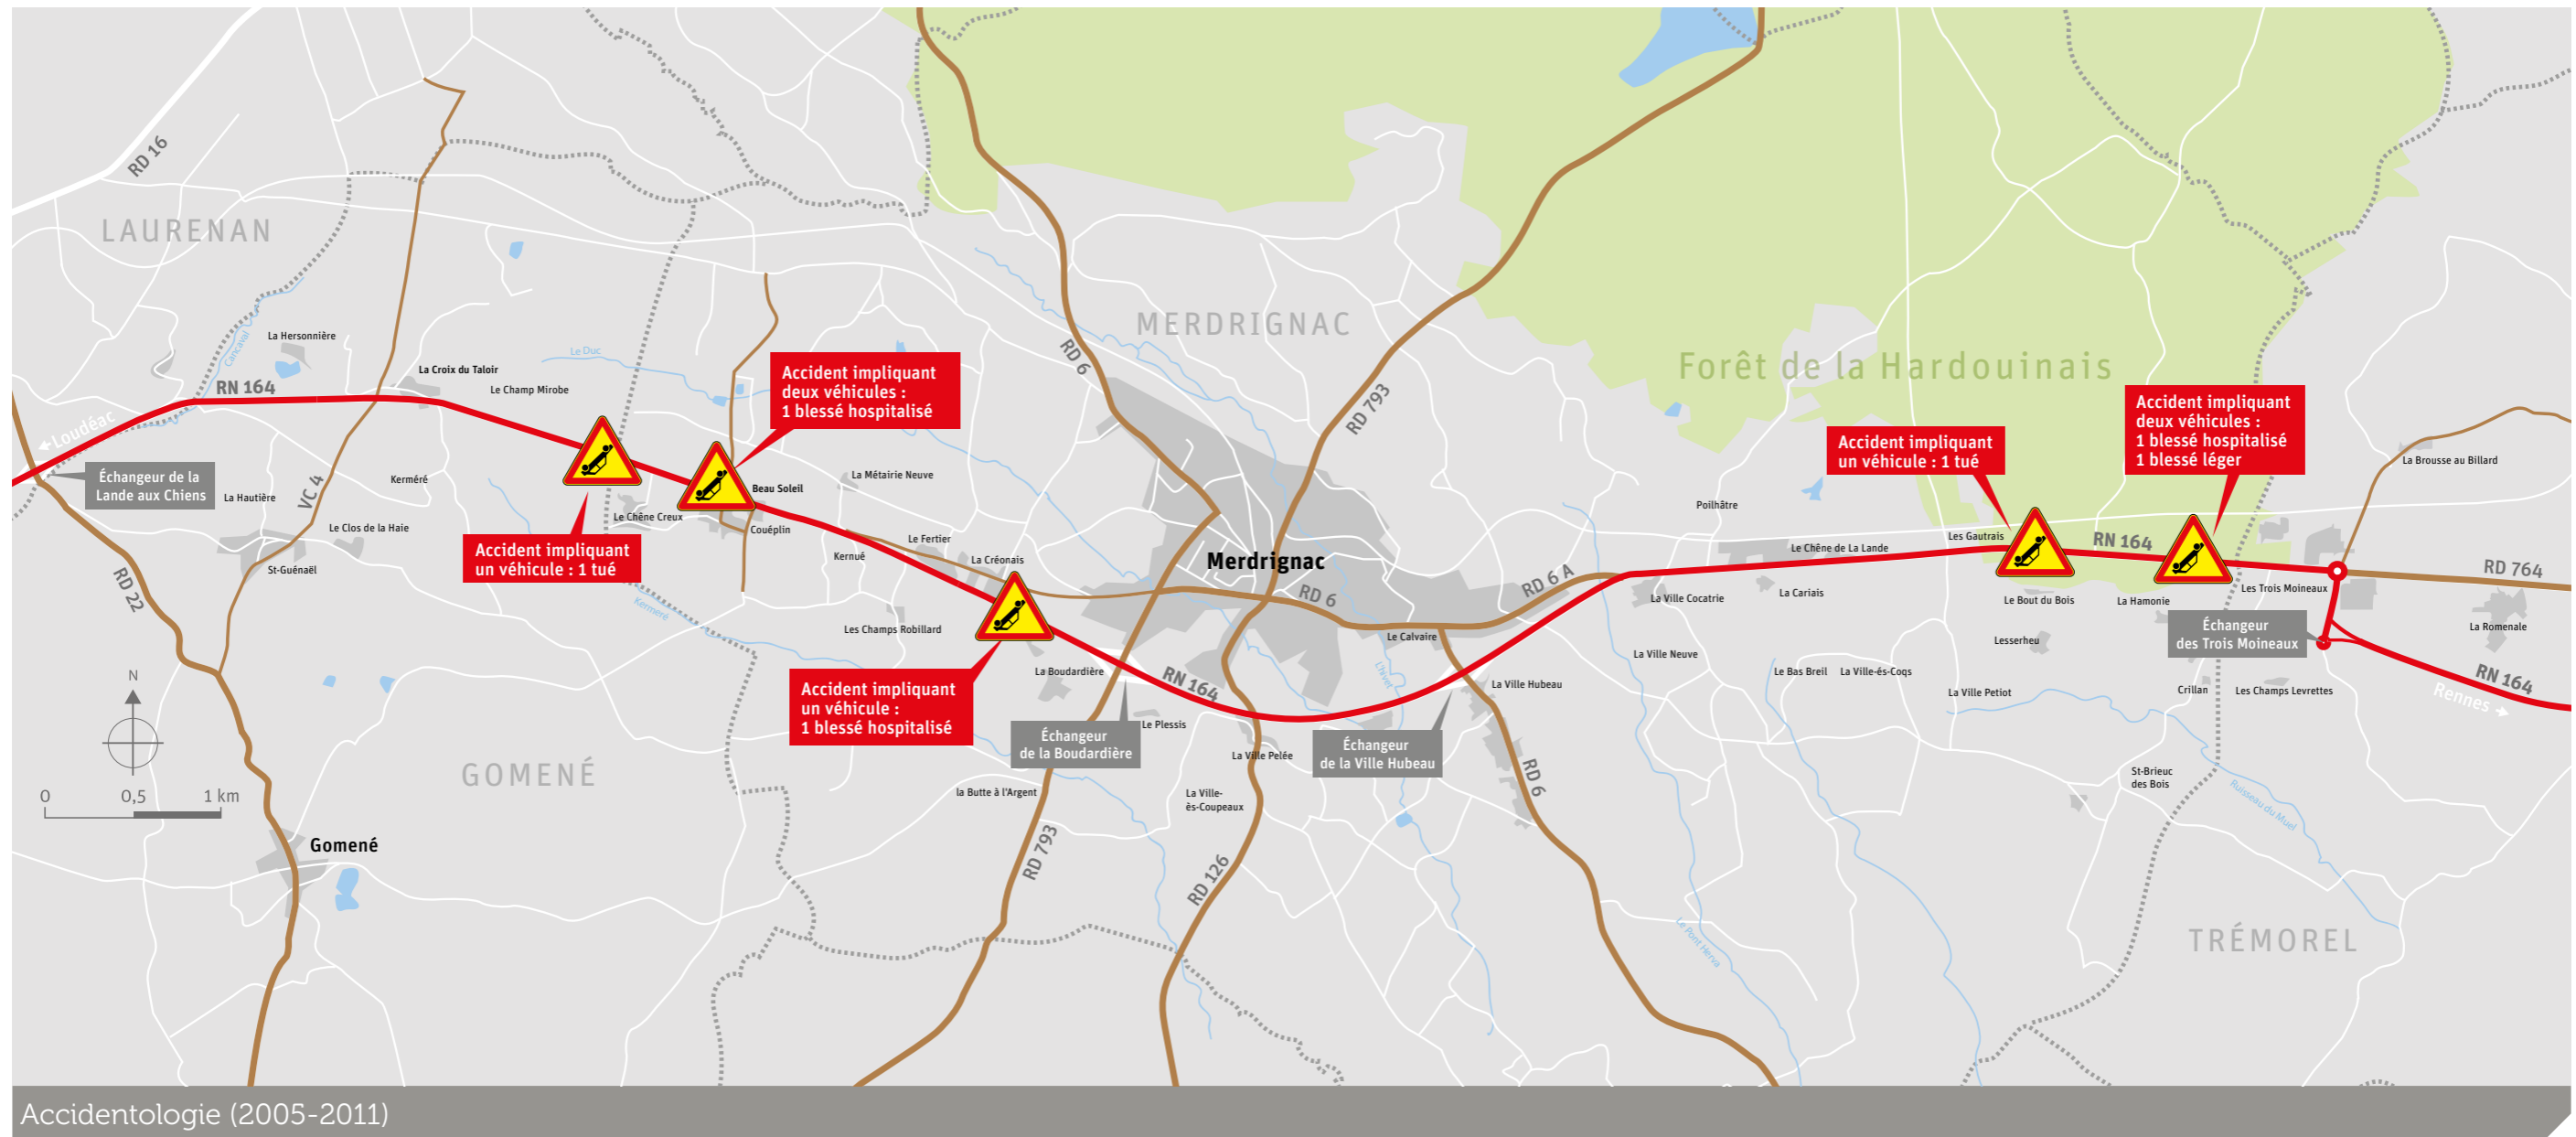 RD 16
LAURENAN
La Hersonnière
Cancaval
RN 164
La Croix du Taloir
Le Champ Mirobe
Le Duc
Loudéac
Échangeur de la
Lande aux Chiens
La Hautière
VC 4
Kerméré
Le Clos de la Haie
St-Guénaël
RD 22
Accident impliquant
un véhicule : 1 tué
Accident impliquant
deux véhicules :
1 blessé hospitalisé
Beau Soleil
Le Chêne Creux
Couéplin
La Métairie Neuve
Kernué
Le Fertier
La Créonais
Kerméré
Les Champs Robillard
Accident impliquant
un véhicule :
1 blessé hospitalisé
La Boudardière
Échangeur
de la Boudardière
Le Plessis
RN 164
la Butte à l'Argent
La Ville-
ès-Coupeaux
La Ville Pelée
RD 793
RD 126
GOMENÉ
Gomené
N
0
0,5
1 km
MERDRIGNAC
RD 6
RD 793
Merdrignac
RD 6
RD 6 A
Le Calvaire
L'Hivet
Échangeur
de la Ville Hubeau
La Ville Hubeau
RD 6
Forêt de la Hardouinais
Poilhâtre
Le Chêne de La Lande
La Ville Cocatrie
La Cariais
La Ville Neuve
Le Bas Breil
La Ville-és-Coqs
Le Pont Herva
Accident impliquant
un véhicule : 1 tué
Les Gautrais
RN 164
Accident impliquant
deux véhicules :
1 blessé hospitalisé
1 blessé léger
Le Bout du Bois
La Hamonie
Lesserheu
La Ville Petiot
Les Trois Moineaux
Échangeur
des Trois Moineaux
Crillan
Les Champs Levrettes
St-Brieuc
des Bois
Ruisseau du Muel
La Brousse au Billard
RD 764
La Romenale
RN 164
Rennes
TRÉMOREL
Accidentologie (2005-2011)